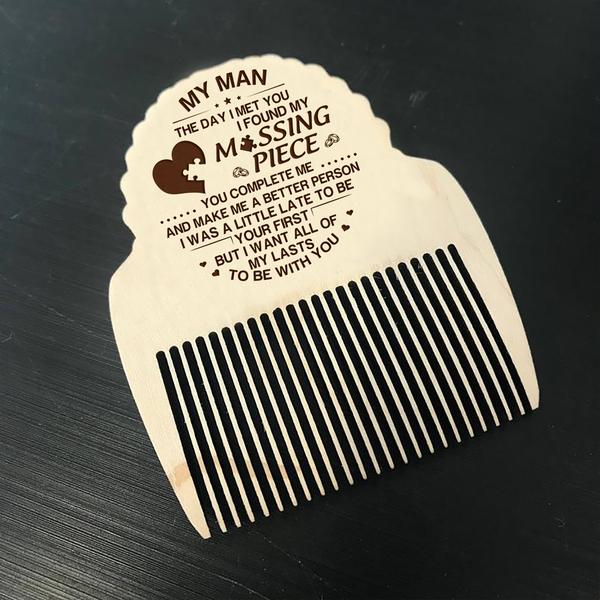 MY MAN
THE DAY I MET YOU
I FOUND MY
MISSING
PIECE
YOU COMPLETE ME
AND MAKE ME A BETTER PERSON
I WAS A LITTLE LATE TO BE
YOUR FIRST
BUT I WANT ALL OF
MY LASTS
TO BE WITH YOU